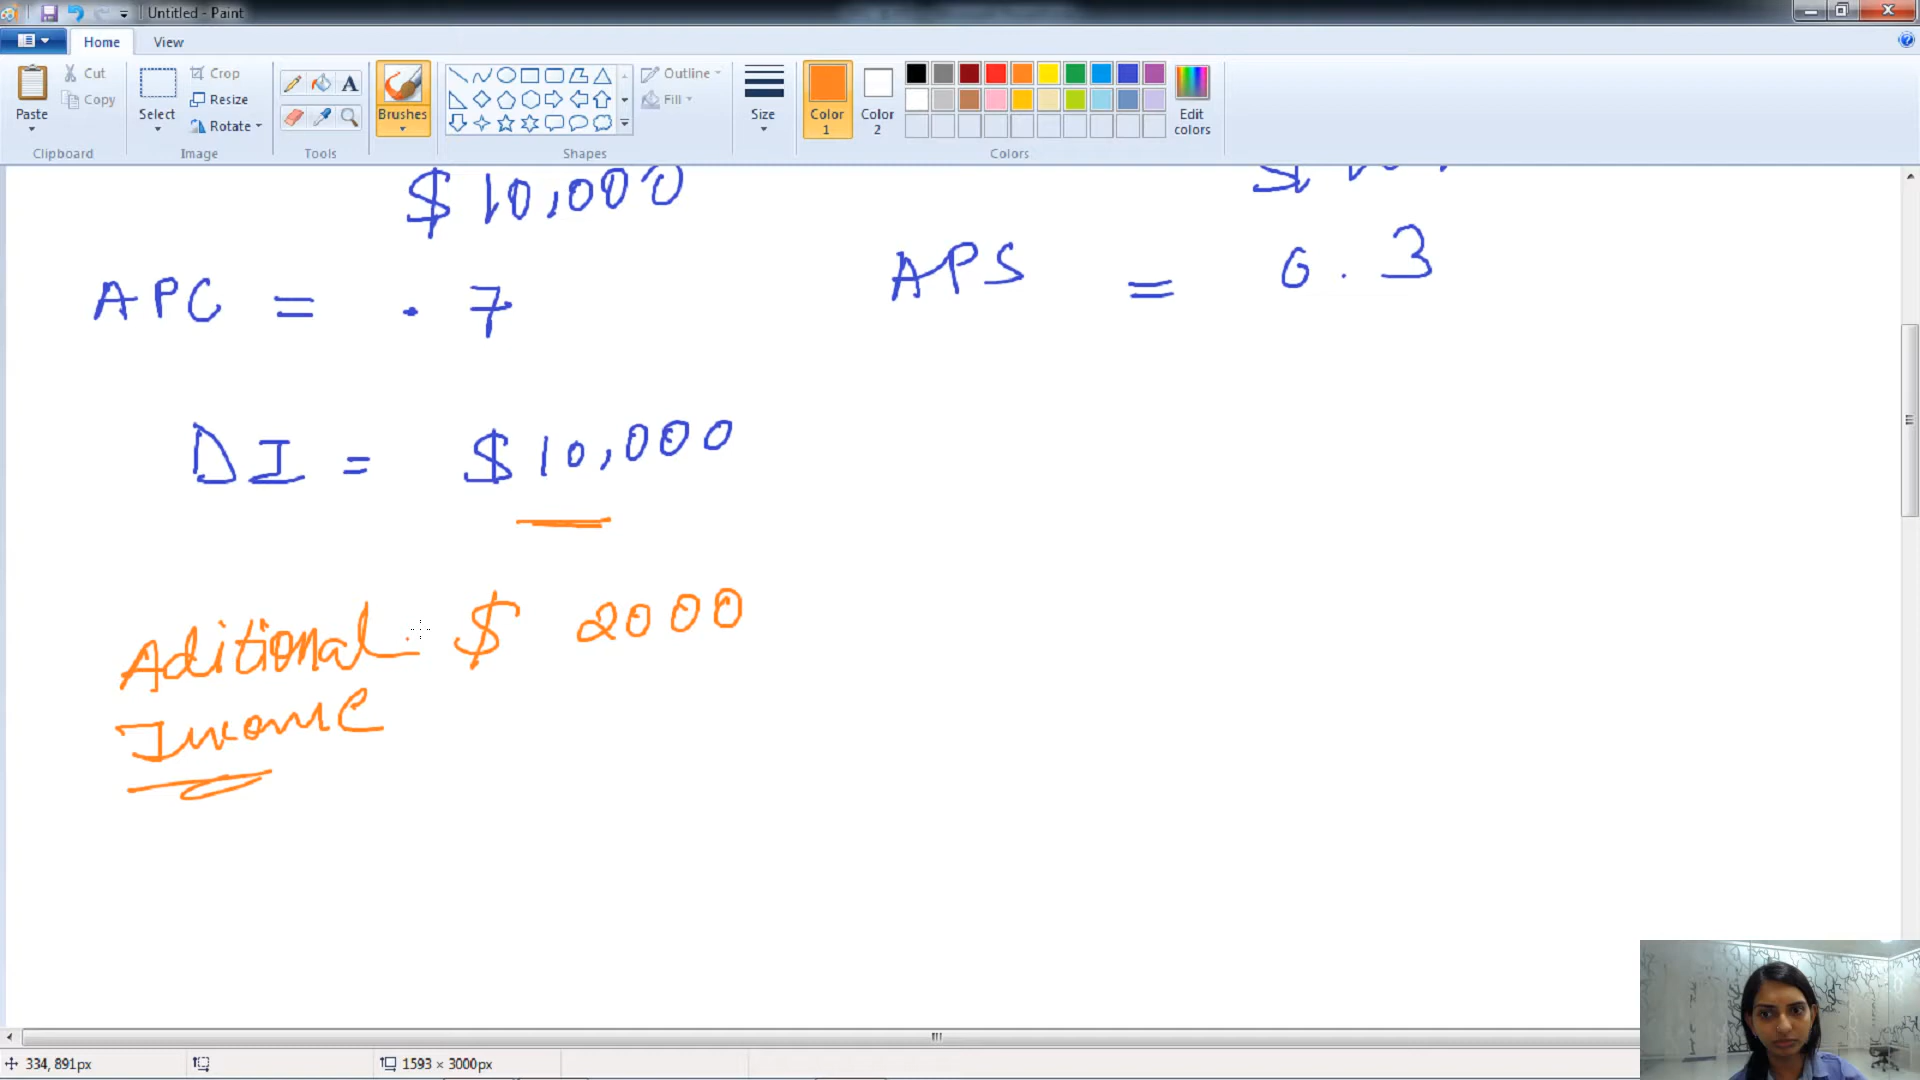 Untitled - Paint
Home
View
Paste
Cut
Copy
Clipboard
Select
Crop
Resize
Rotate
Image
Tools
Brushes
Shapes
Outline
Fill
Size
Color 1
Color 2
Edit colors
Colors
$ 10,000
APC = . 7
APS = 0 . 3
DI = $ 10,000
Aditional $ 2000
Income
334, 891px
1593 × 3000px